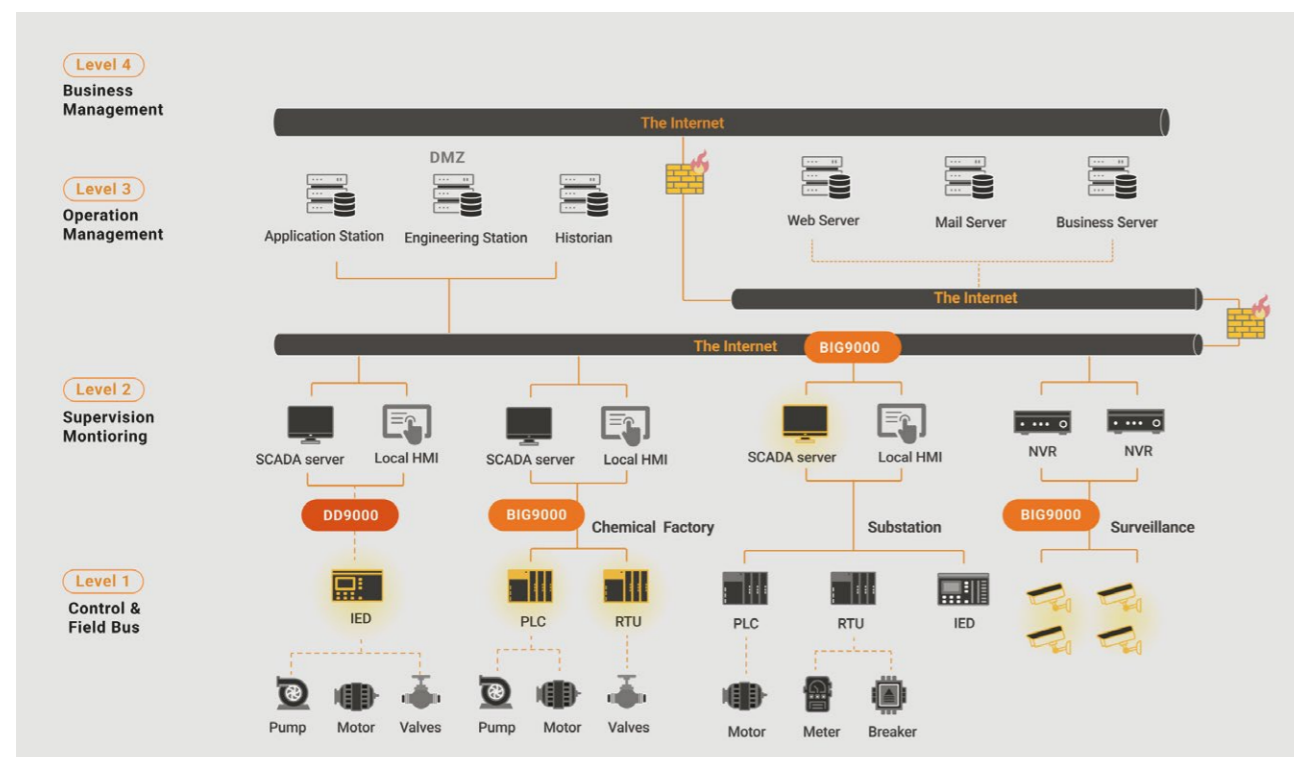 Level 4
Business
Management
The Internet
DMZ
Level 3
Operation
Management
Application Station
Engineering Station
Historian
Web Server
Mail Server
Business Server
The Internet
The Internet
BIG9000
Level 2
Supervision
Montioring
SCADA server
Local HMI
SCADA server
Local HMI
SCADA server
Local HMI
NVR
NVR
DD9000
BIG9000
Chemical Factory
Substation
BIG9000
Surveillance
Level 1
Control &
Field Bus
IED
PLC
RTU
PLC
RTU
IED
Pump
Motor
Valves
Pump
Motor
Valves
Motor
Meter
Breaker